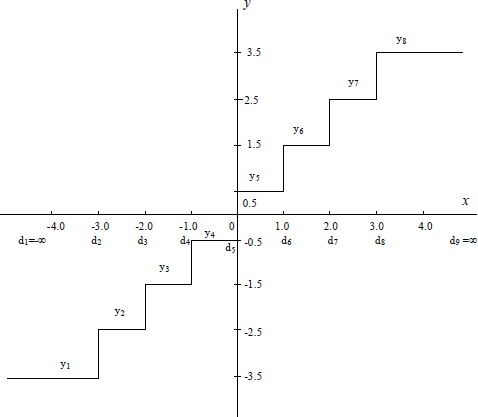 y
y₈
3.5
y₇
2.5
y₆
1.5
y₅
0.5
x
-4.0 -3.0 -2.0 -1.0 0 1.0 2.0 3.0 4.0
y₄
d₁=-∞ d₂ d₃ d₄ d₅ -0.5 d₆ d₇ d₈ d₉ =∞
y₃
-1.5
y₂
-2.5
y₁
-3.5